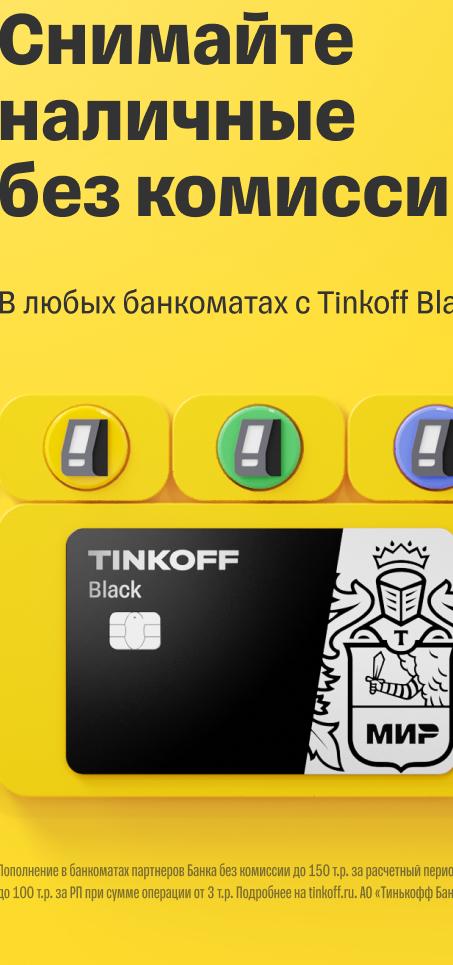 Снимайте
наличные
без комисси
В любых банкоматах с Tinkoff Bla
TINKOFF
Black
T
МИР
Пополнение в банкоматах партнеров Банка без комиссии до 150 т.р. за расчетный перио
до 100 т.р. за РП при сумме операции от 3 т.р. Подробнее на tinkoff.ru. АО «Тинькофф Бан